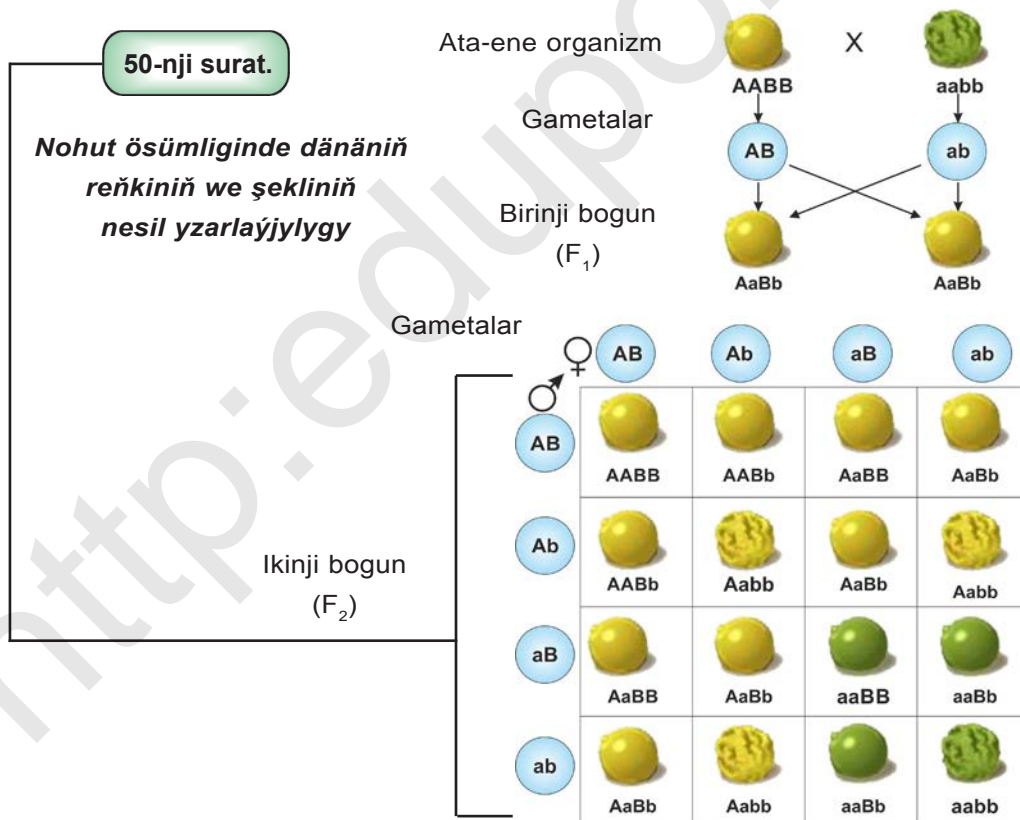 50-nji surat.
Nohut ösümliginde dänäniň
reňkiniň we şekliniň
nesil yzarlaýjylygy
Ata-ene organizm
X
AABB
aabb
Gametalar
AB
ab
Birinji bogun
(F1)
AaBb
AaBb
Gametalar
♀ AB Ab aB ab
♂
AB
AABB AABb AaBB AaBb
Ab
AABb Aabb AaBb Aabb
Ikinji bogun
(F2)
aB
AaBB AaBb aaBB aaBb
ab
AaBb Aabb aaBb aabb